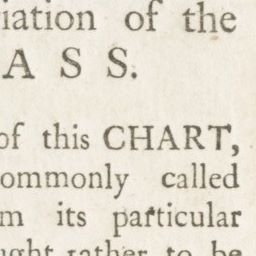 iation of the
A S S.
of this CHART,
ommonly called
m its particular
ught rather to be